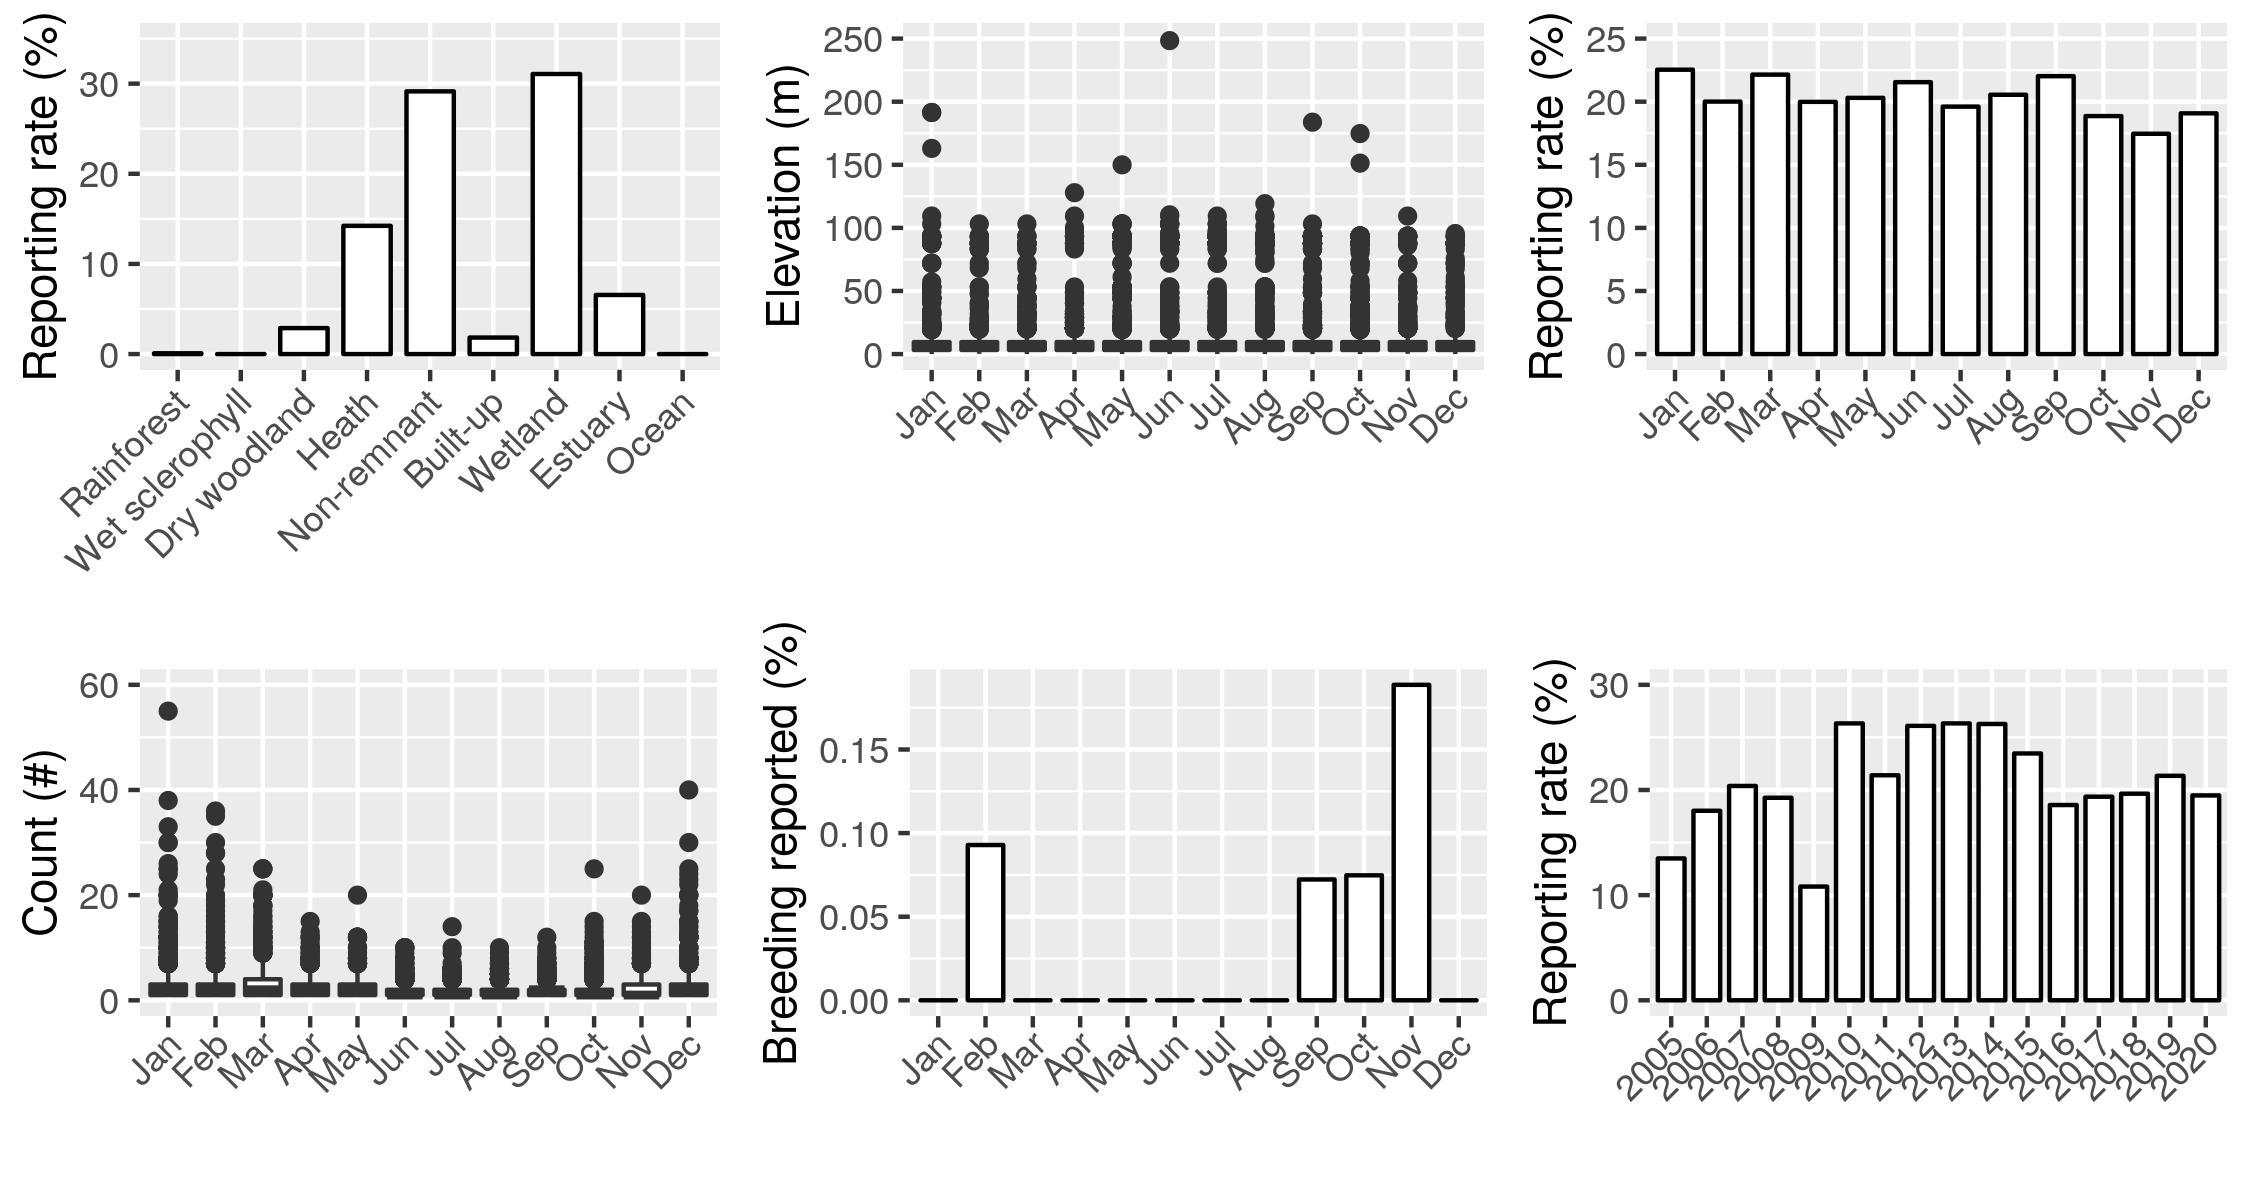 Reporting rate (%)
30
20
10
0
Rainforest
Wet sclerophyll
Dry woodland
Heath
Non-remnant
Built-up
Wetland
Estuary
Ocean
Elevation (m)
250
200
150
100
50
0
Jan
Feb
Mar
Apr
May
Jun
Jul
Aug
Sep
Oct
Nov
Dec
Reporting rate (%)
25
20
15
10
5
0
Jan
Feb
Mar
Apr
May
Jun
Jul
Aug
Sep
Oct
Nov
Dec
Count (#)
60
40
20
0
Jan
Feb
Mar
Apr
May
Jun
Jul
Aug
Sep
Oct
Nov
Dec
Breeding reported (%)
0.15
0.10
0.05
0.00
Jan
Feb
Mar
Apr
May
Jun
Jul
Aug
Sep
Oct
Nov
Dec
Reporting rate (%)
30
20
10
0
2005
2006
2007
2008
2009
2010
2011
2012
2013
2014
2015
2016
2017
2018
2019
2020